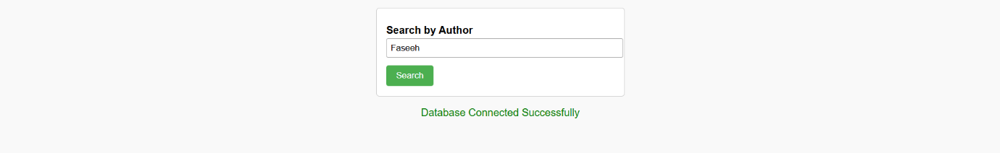 Search by Author
Faseeh
Search
Database Connected Successfully